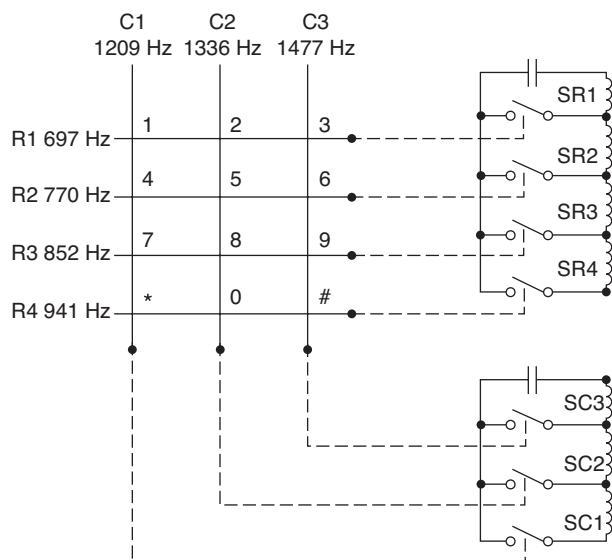 C1 C2 C3
1209 Hz 1336 Hz 1477 Hz
SR1
1 2 3
R1 697 Hz
SR2
4 5 6
R2 770 Hz
SR3
7 8 9
R3 852 Hz
SR4
* 0 #
R4 941 Hz
SC3
SC2
SC1